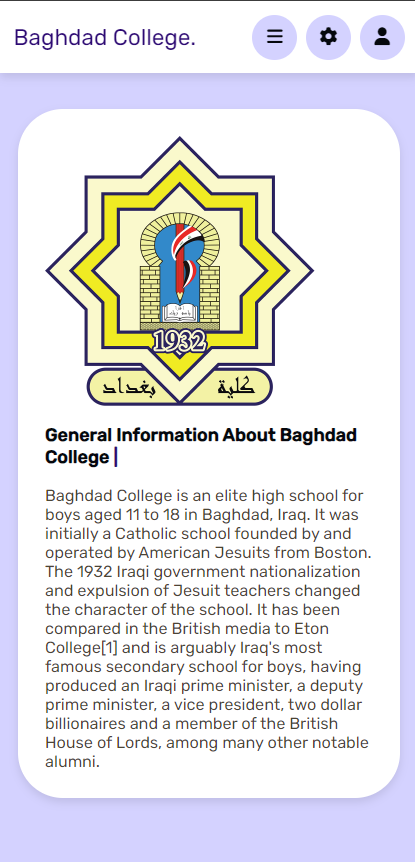 Baghdad College.
1932
كلية بغداد
General Information About Baghdad
College |
Baghdad College is an elite high school for
boys aged 11 to 18 in Baghdad, Iraq. It was
initially a Catholic school founded by and
operated by American Jesuits from Boston.
The 1932 Iraqi government nationalization
and expulsion of Jesuit teachers changed
the character of the school. It has been
compared in the British media to Eton
College[1] and is arguably Iraq's most
famous secondary school for boys, having
produced an Iraqi prime minister, a deputy
prime minister, a vice president, two dollar
billionaires and a member of the British
House of Lords, among many other notable
alumni.